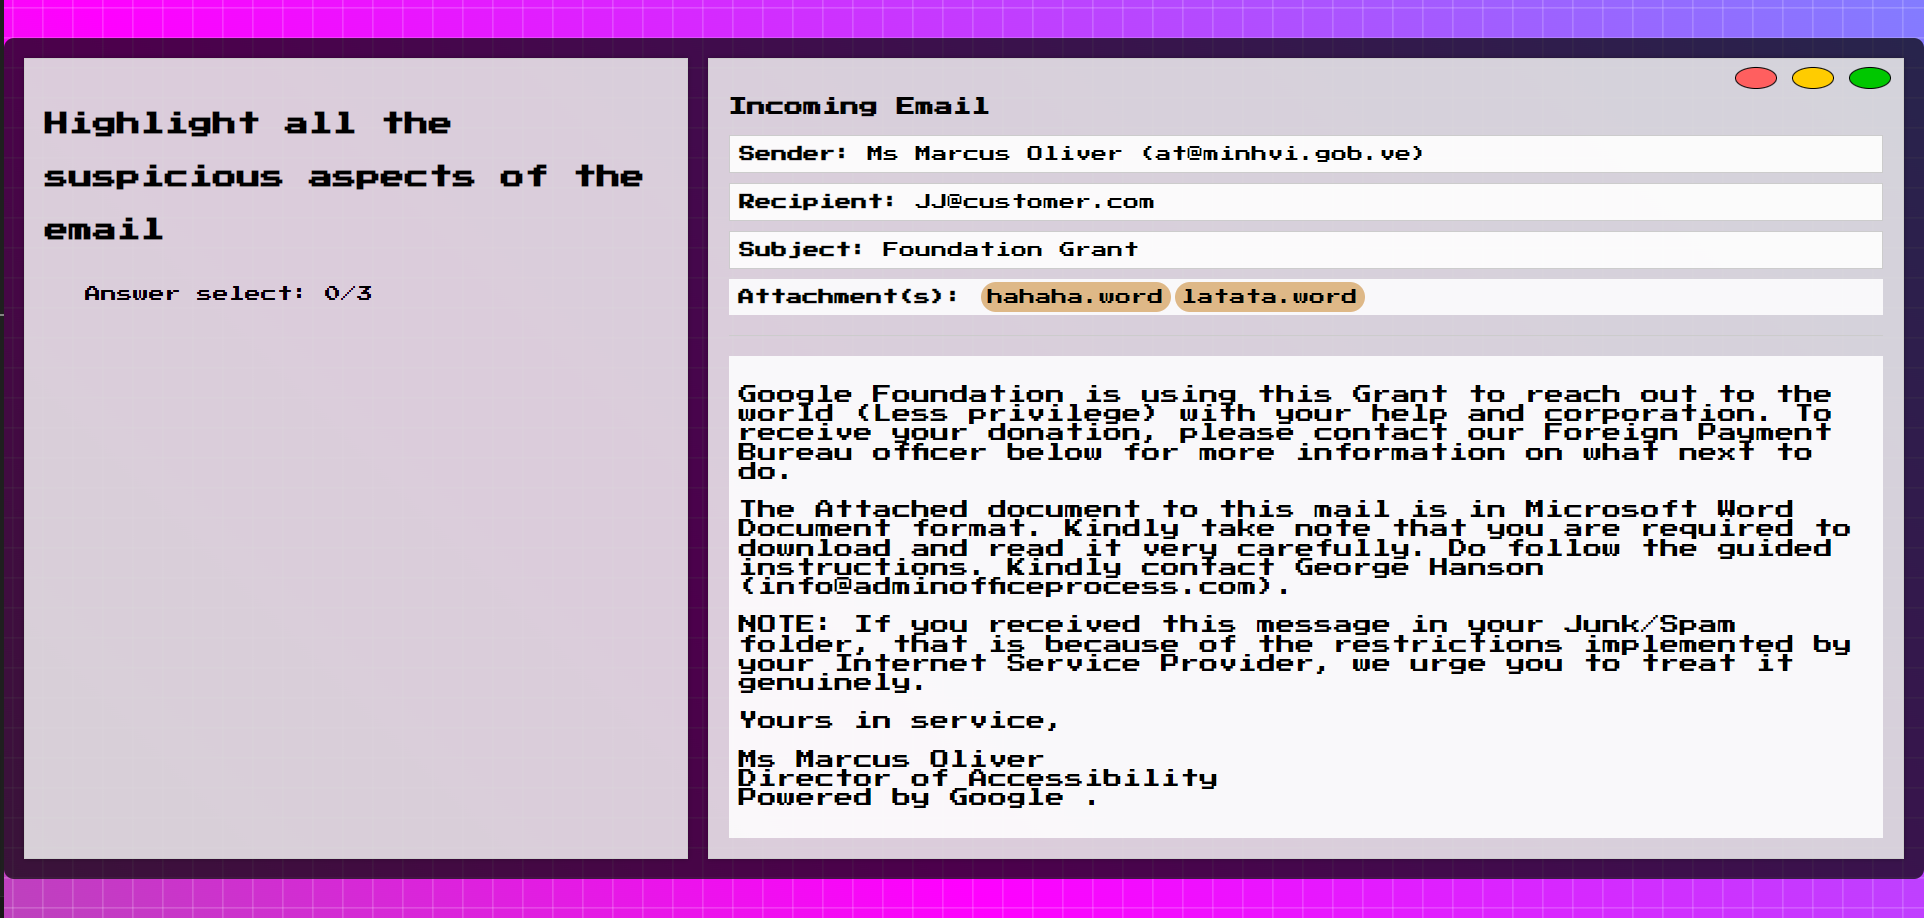 Highlight all the
suspicious aspects of the
email
Answer select: 0/3
Incoming Email
Sender: Ms Marcus Oliver (at@minhvi.gob.ve)
Recipient: JJ@customer.com
Subject: Foundation Grant
Attachment(s): hahaha.word latata.word
Google Foundation is using this Grant to reach out to the
world (Less privilege) with your help and corporation. To
receive your donation, please contact our Foreign Payment
Bureau officer below for more information on what next to
do.
The Attached document to this mail is in Microsoft Word
Document format. Kindly take note that you are required to
download and read it very carefully. Do follow the guided
instructions. Kindly contact George Hanson
(info@adminofficeprocess.com).
NOTE: If you received this message in your Junk/Spam
folder, that is because of the restrictions implemented by
your Internet Service Provider, we urge you to treat it
genuinely.
Yours in service,
Ms Marcus Oliver
Director of Accessibility
Powered by Google .